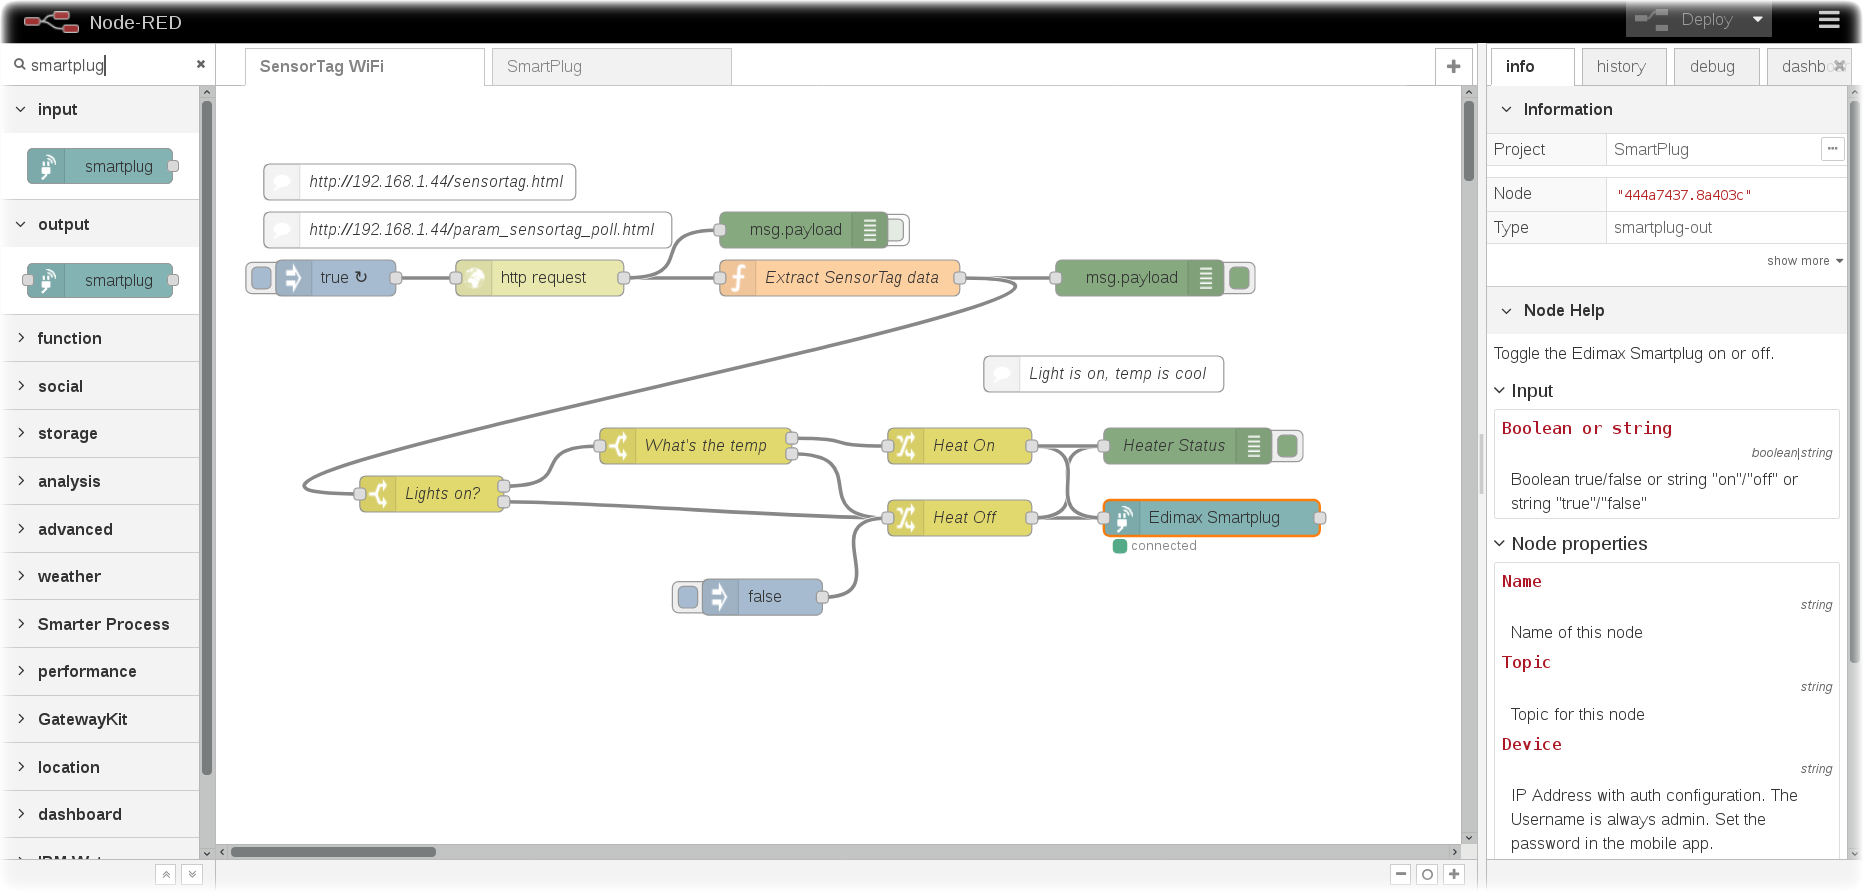 Node-RED
Deploy
smartplug
input
smartplug
output
smartplug
function
social
storage
analysis
advanced
weather
Smarter Process
performance
GatewayKit
location
dashboard
SensorTag WiFi
SmartPlug
http://192.168.1.44/sensortag.html
http://192.168.1.44/param_sensortag_poll.html
msg.payload
true ↻
http request
Extract SensorTag data
msg.payload
Light is on, temp is cool
What's the temp
Heat On
Heater Status
Lights on?
Heat Off
Edimax Smartplug
connected
false
info
history
debug
dashboar
Information
Project
SmartPlug
Node
"444a7437.8a403c"
Type
smartplug-out
show more
Node Help
Toggle the Edimax Smartplug on or off.
Input
Boolean or string
boolean|string
Boolean true/false or string "on"/"off" or
string "true"/"false"
Node properties
Name
string
Name of this node
Topic
string
Topic for this node
Device
string
IP Address with auth configuration. The
Username is always admin. Set the
password in the mobile app.